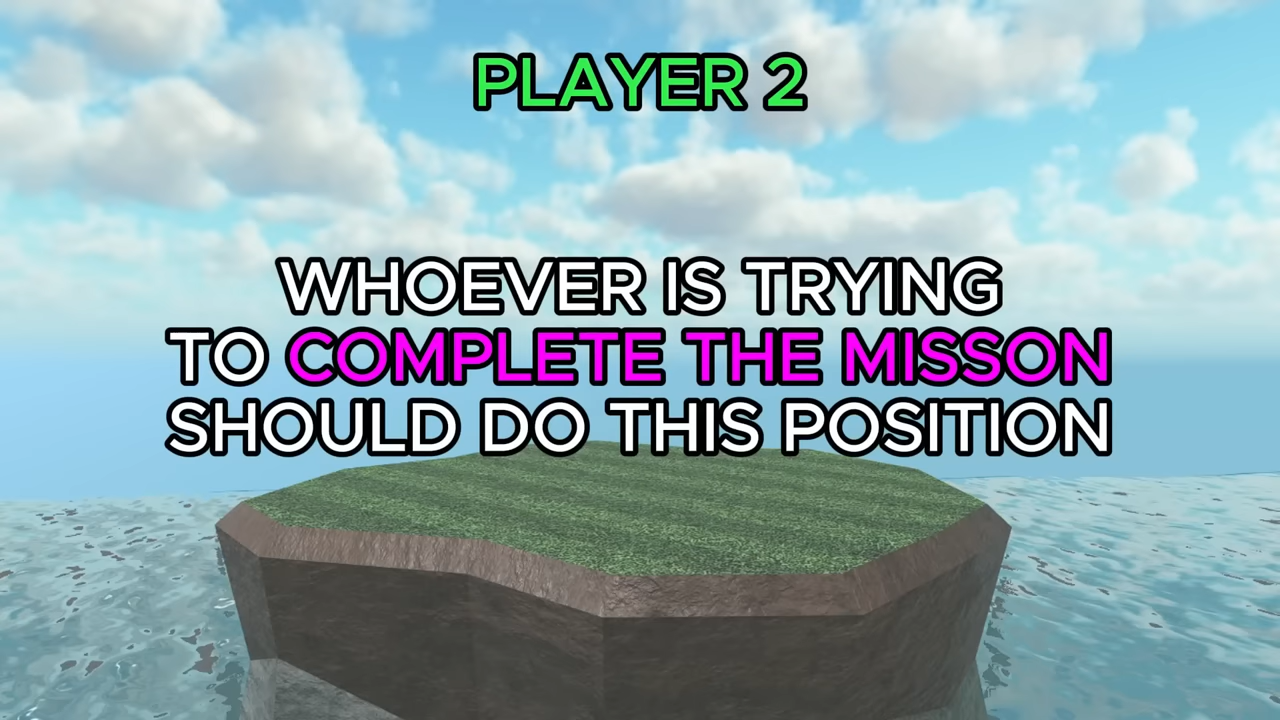 PLAYER 2
WHOEVER IS TRYING
TO COMPLETE THE MISSON
SHOULD DO THIS POSITION